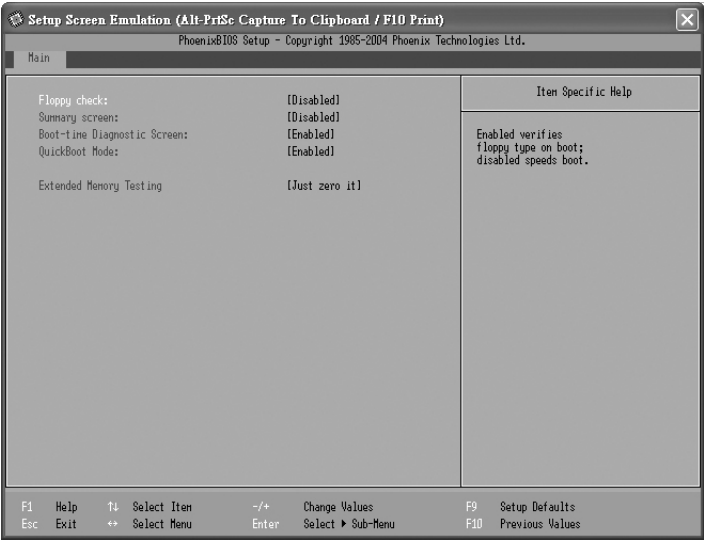 Setup Screen Emulation (Alt-PrtSc Capture To Clipboard / F10 Print)
PhoenixBIOS Setup - Copyright 1985-2004 Phoenix Technologies Ltd.
Main
Item Specific Help
Floppy check: [Disabled]
Summary screen: [Disabled]
Boot-time Diagnostic Screen: [Enabled]
QuickBoot Mode: [Enabled]
Extended Memory Testing [Just zero it]
Enabled verifies
floppy type on boot;
disabled speeds boot.
F1 Help ↑↓ Select Item -/+ Change Values F9 Setup Defaults
Esc Exit ↔ Select Menu Enter Select ▶ Sub-Menu F10 Previous Values